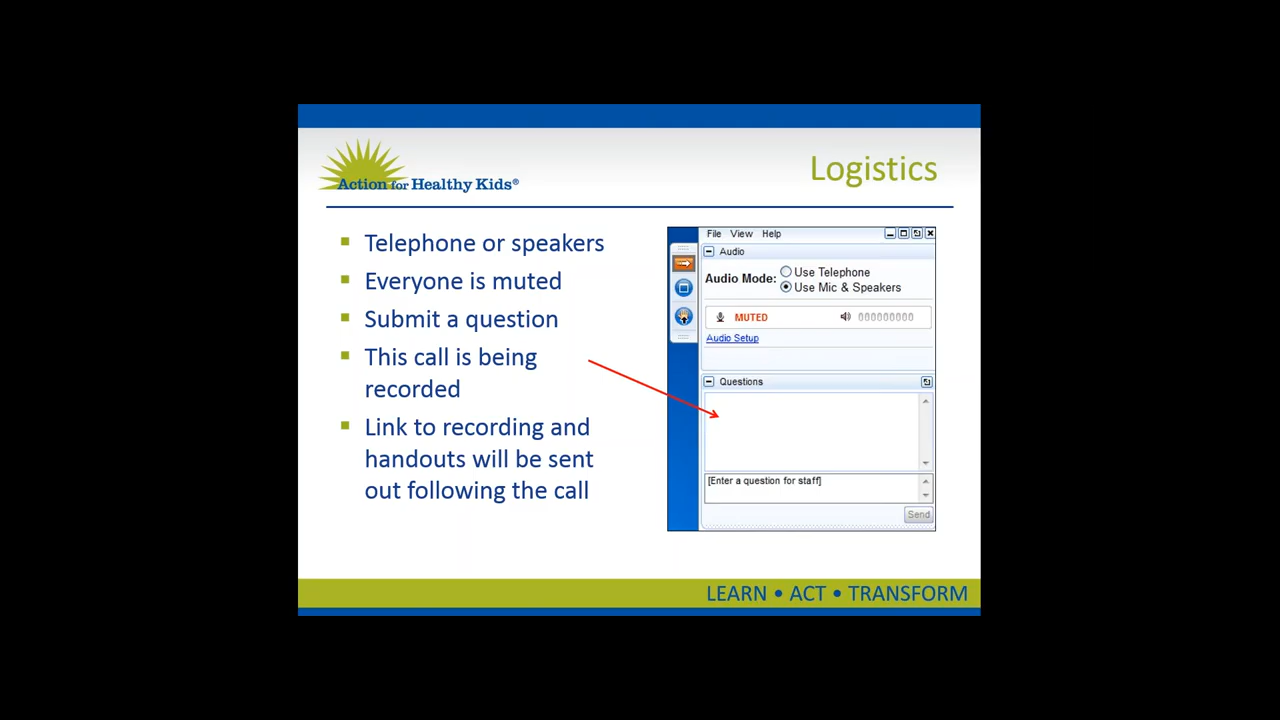 Action for Healthy Kids®
Logistics
Telephone or speakers
Everyone is muted
Submit a question
This call is being
recorded
Link to recording and
handouts will be sent
out following the call
File View Help
Audio
Audio Mode:
Use Telephone
Use Mic & Speakers
MUTED
000000000
Audio Setup
Questions
[Enter a question for staff]
Send
LEARN • ACT • TRANSFORM